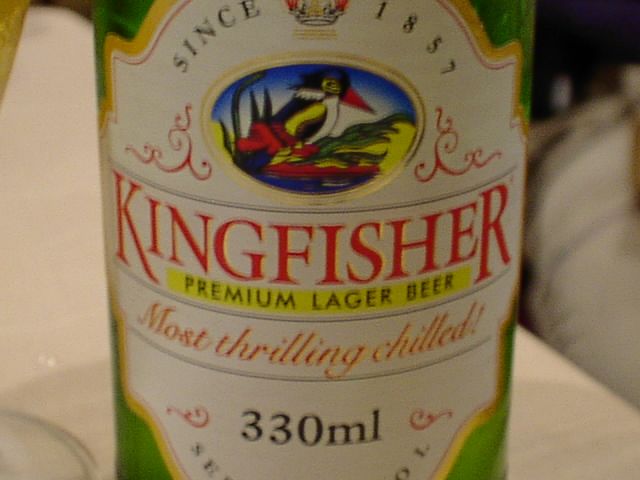 SINCE 1857
KINGFISHER
PREMIUM LAGER BEER
Most thrilling chilled!
330ml